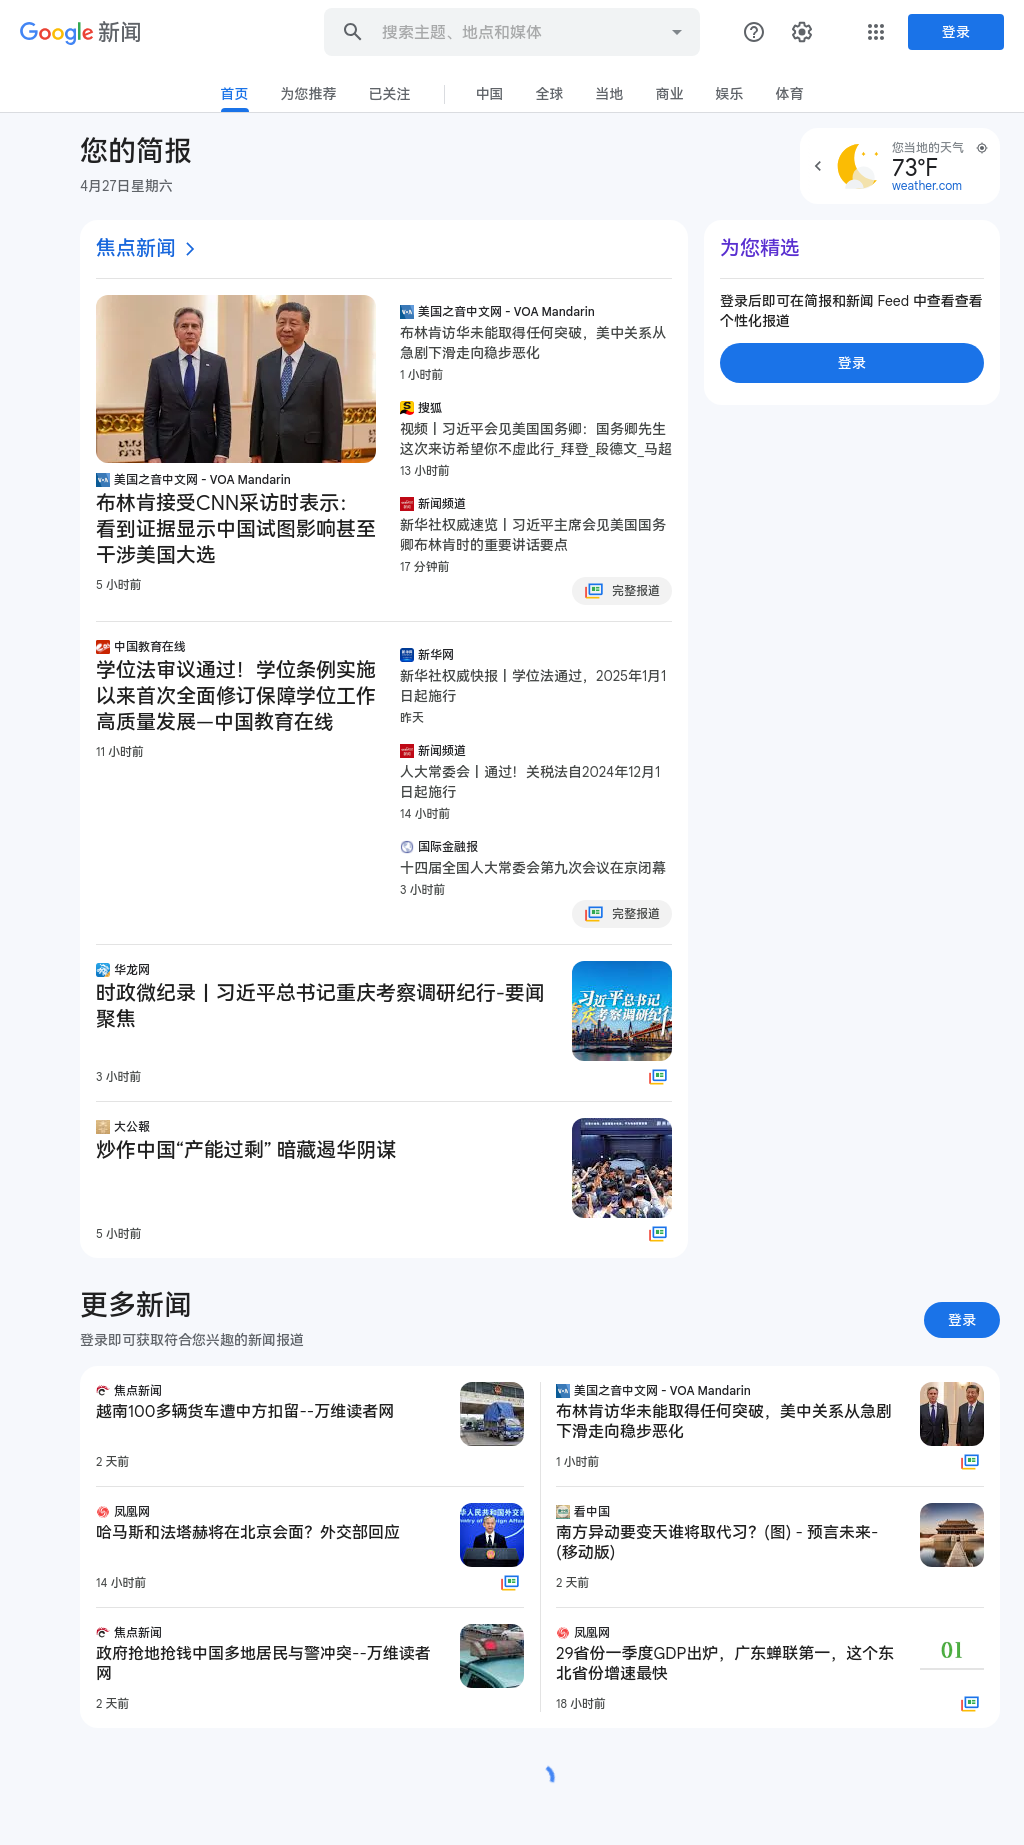 Google 新闻
搜索主题、地点和媒体
登录
首页
为您推荐
已关注
中国
全球
当地
商业
娱乐
体育
您的简报
4月27日星期六
您当地的天气
73°F
weather.com
焦点新闻
美国之音中文网 - VOA Mandarin
布林肯接受CNN采访时表示：
看到证据显示中国试图影响甚至
干涉美国大选
5 小时前
美国之音中文网 - VOA Mandarin
布林肯访华未能取得任何突破，美中关系从
急剧下滑走向稳步恶化
1 小时前
搜狐
视频丨习近平会见美国国务卿：国务卿先生
这次来访希望你不虚此行_拜登_段德文_马超
13 小时前
新闻频道
新华社权威速览丨习近平主席会见美国国务
卿布林肯时的重要讲话要点
17 分钟前
完整报道
中国教育在线
学位法审议通过！学位条例实施
以来首次全面修订保障学位工作
高质量发展—中国教育在线
11 小时前
新华网
新华社权威快报丨学位法通过，2025年1月1
日起施行
昨天
新闻频道
人大常委会丨通过！关税法自2024年12月1
日起施行
14 小时前
国际金融报
十四届全国人大常委会第九次会议在京闭幕
3 小时前
完整报道
华龙网
时政微纪录丨习近平总书记重庆考察调研纪行-要闻
聚焦
3 小时前
习近平总书记
重庆考察调研纪行
大公報
炒作中国“产能过剩” 暗藏遏华阴谋
5 小时前
为您精选
登录后即可在简报和新闻 Feed 中查看查看
个性化报道
登录
更多新闻
登录即可获取符合您兴趣的新闻报道
登录
焦点新闻
越南100多辆货车遭中方扣留--万维读者网
2 天前
美国之音中文网 - VOA Mandarin
布林肯访华未能取得任何突破，美中关系从急剧
下滑走向稳步恶化
1 小时前
凤凰网
哈马斯和法塔赫将在北京会面？外交部回应
14 小时前
华人民共和国外交
nistry of Foreign Affair
看中国
南方异动要变天谁将取代习？(图) - 预言未来-
(移动版)
2 天前
焦点新闻
政府抢地抢钱中国多地居民与警冲突--万维读者
网
2 天前
凤凰网
29省份一季度GDP出炉，广东蝉联第一，这个东
北省份增速最快
18 小时前
01